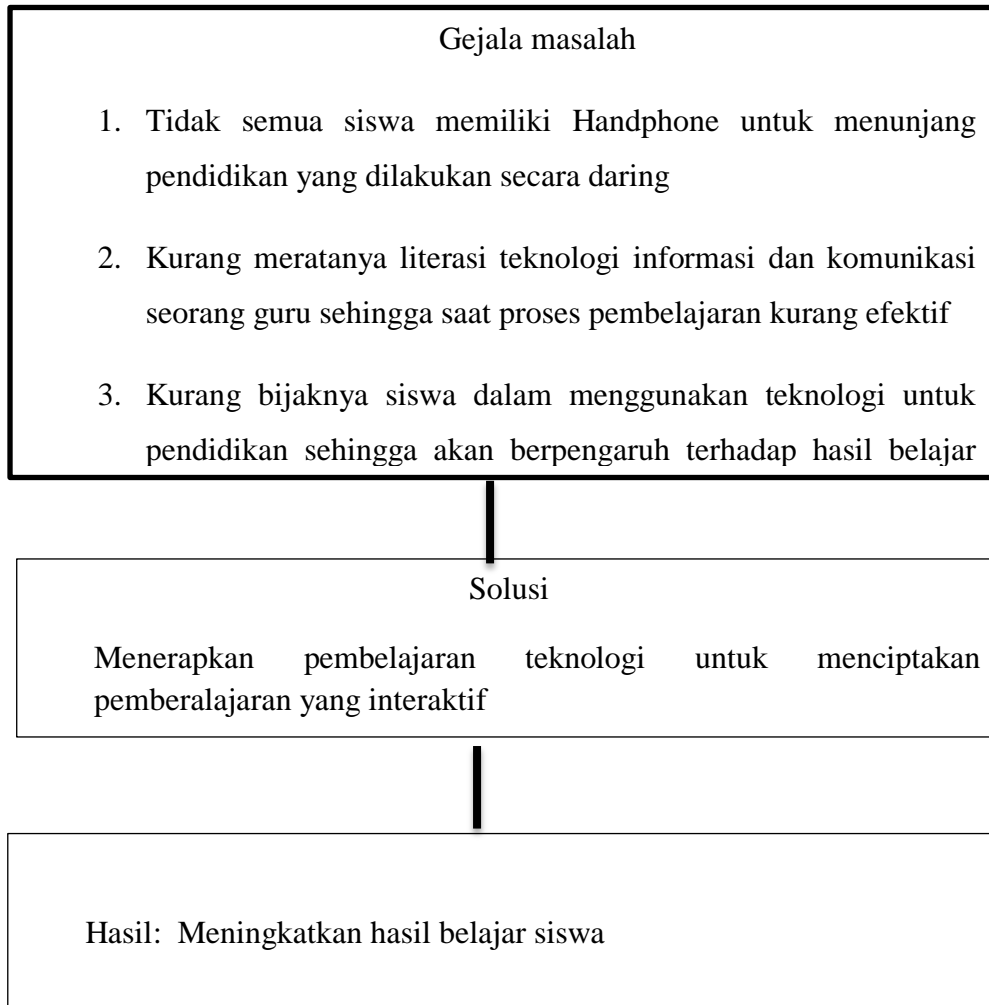 Gejala masalah
1. Tidak semua siswa memiliki Handphone untuk menunjang
pendidikan yang dilakukan secara daring
2. Kurang meratanya literasi teknologi informasi dan komunikasi
seorang guru sehingga saat proses pembelajaran kurang efektif
3. Kurang bijaknya siswa dalam menggunakan teknologi untuk
pendidikan sehingga akan berpengaruh terhadap hasil belajar
Solusi
Menerapkan pembelajaran teknologi untuk menciptakan
pemberalajaran yang interaktif
Hasil: Meningkatkan hasil belajar siswa